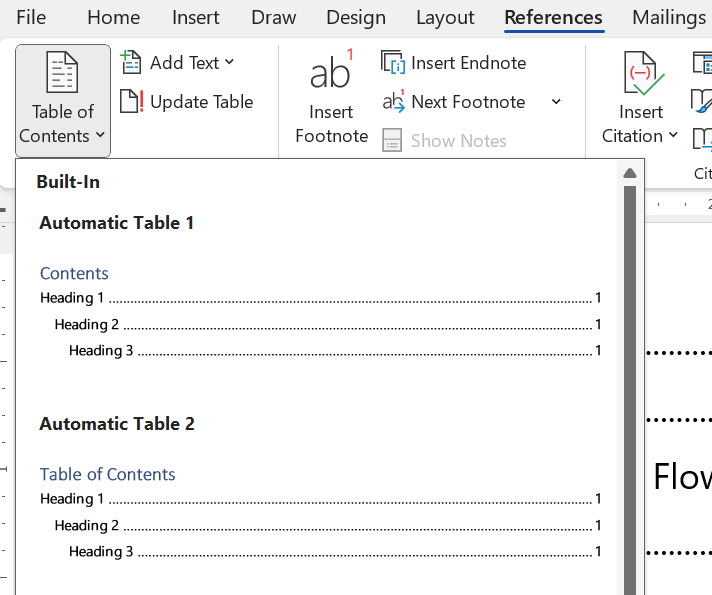 File Home Insert Draw Design Layout References Mailings
Table of Contents
Add Text
Update Table
ab1
Insert Footnote
Insert Endnote
ab1 Next Footnote
Show Notes
(-)
Insert Citation
Built-In
Automatic Table 1
Contents
Heading 1 ........ 1
Heading 2 ........ 1
Heading 3 ........ 1
Automatic Table 2
Table of Contents
Heading 1 ........ 1
Heading 2 ........ 1
Heading 3 ........ 1